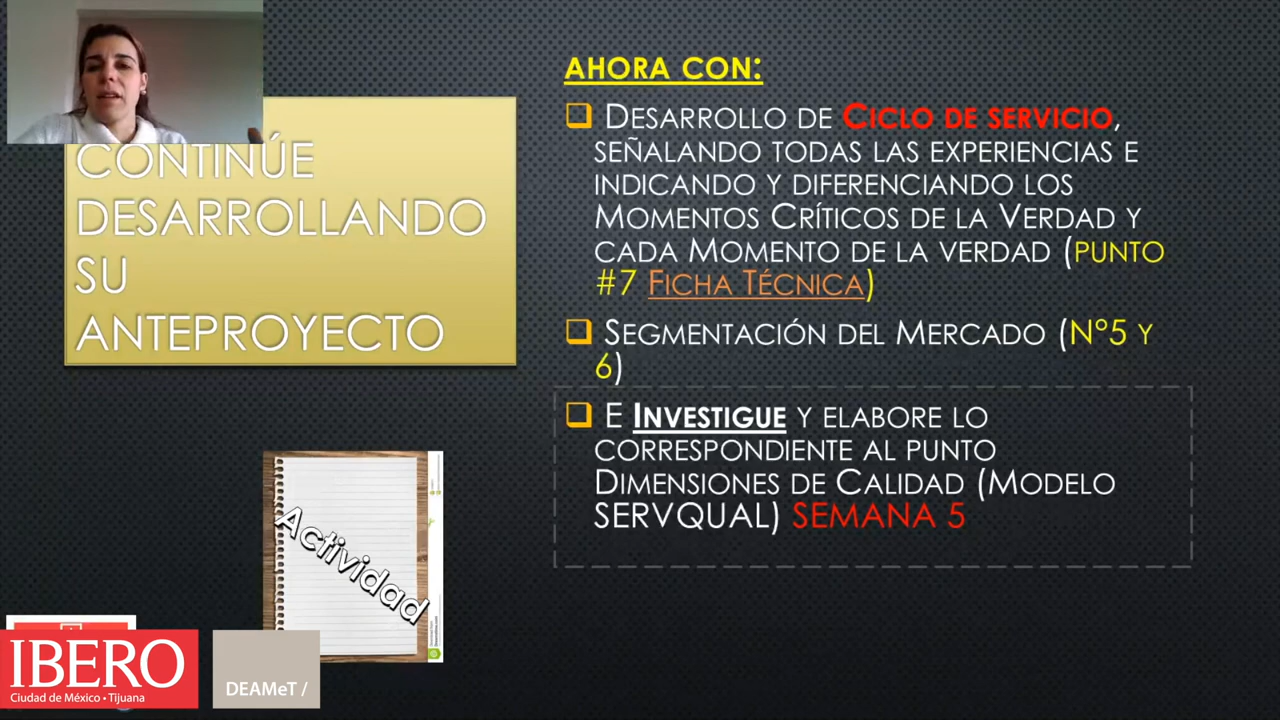 CONTINÚE
DESARROLLANDO
SU
ANTEPROYECTO
AHORA CON:
DESARROLLO DE CICLO DE SERVICIO,
SEÑALANDO TODAS LAS EXPERIENCIAS E
INDICANDO Y DIFERENCIANDO LOS
MOMENTOS CRÍTICOS DE LA VERDAD Y
CADA MOMENTO DE LA VERDAD (PUNTO
#7 FICHA TÉCNICA)
SEGMENTACIÓN DEL MERCADO (N°5 Y
6)
E INVESTIGUE Y ELABORE LO
CORRESPONDIENTE AL PUNTO
DIMENSIONES DE CALIDAD (MODELO
SERVQUAL) SEMANA 5
Actividad
IBERO
Ciudad de México • Tijuana
DEAMeT /